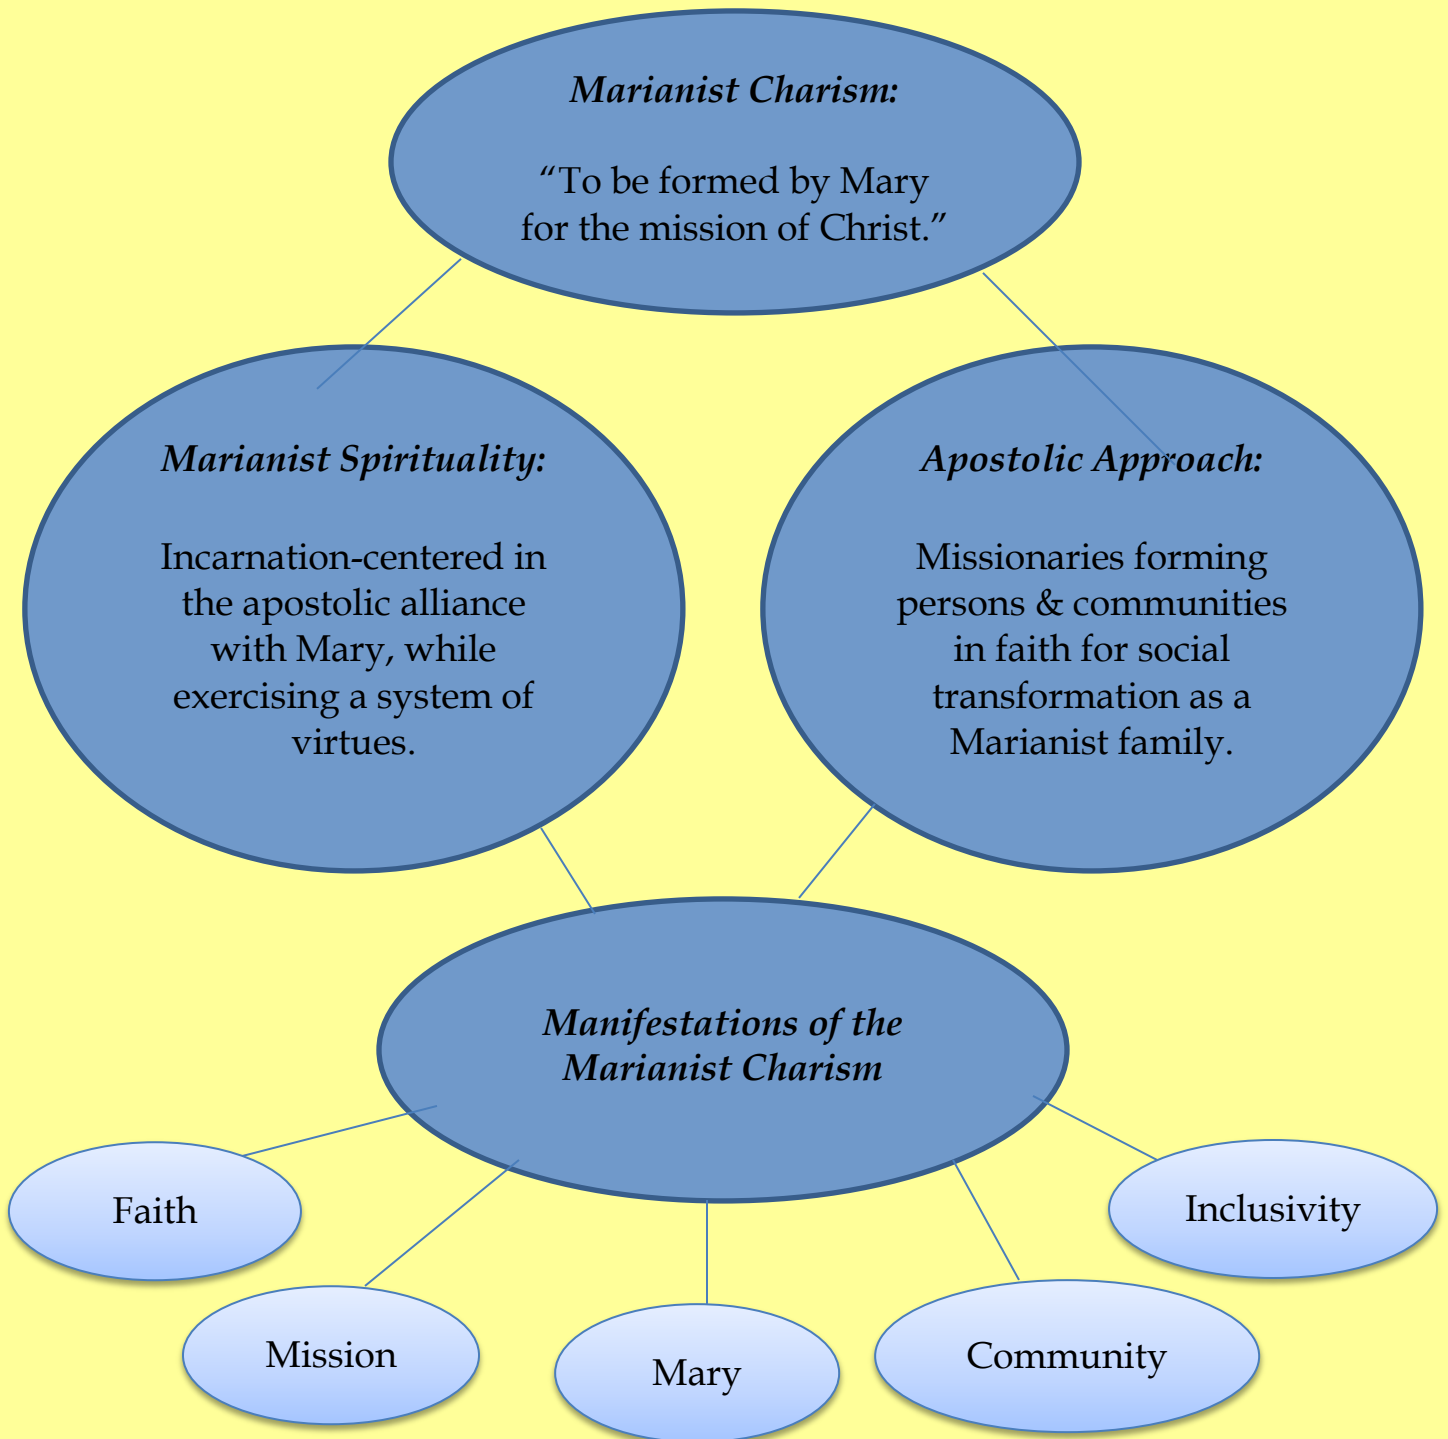 Marianist Charism:
“To be formed by Mary
for the mission of Christ.”
Marianist Spirituality:
Incarnation-centered in
the apostolic alliance
with Mary, while
exercising a system of
virtues.
Apostolic Approach:
Missionaries forming
persons & communities
in faith for social
transformation as a
Marianist family.
Manifestations of the
Marianist Charism
Faith
Mission
Mary
Community
Inclusivity